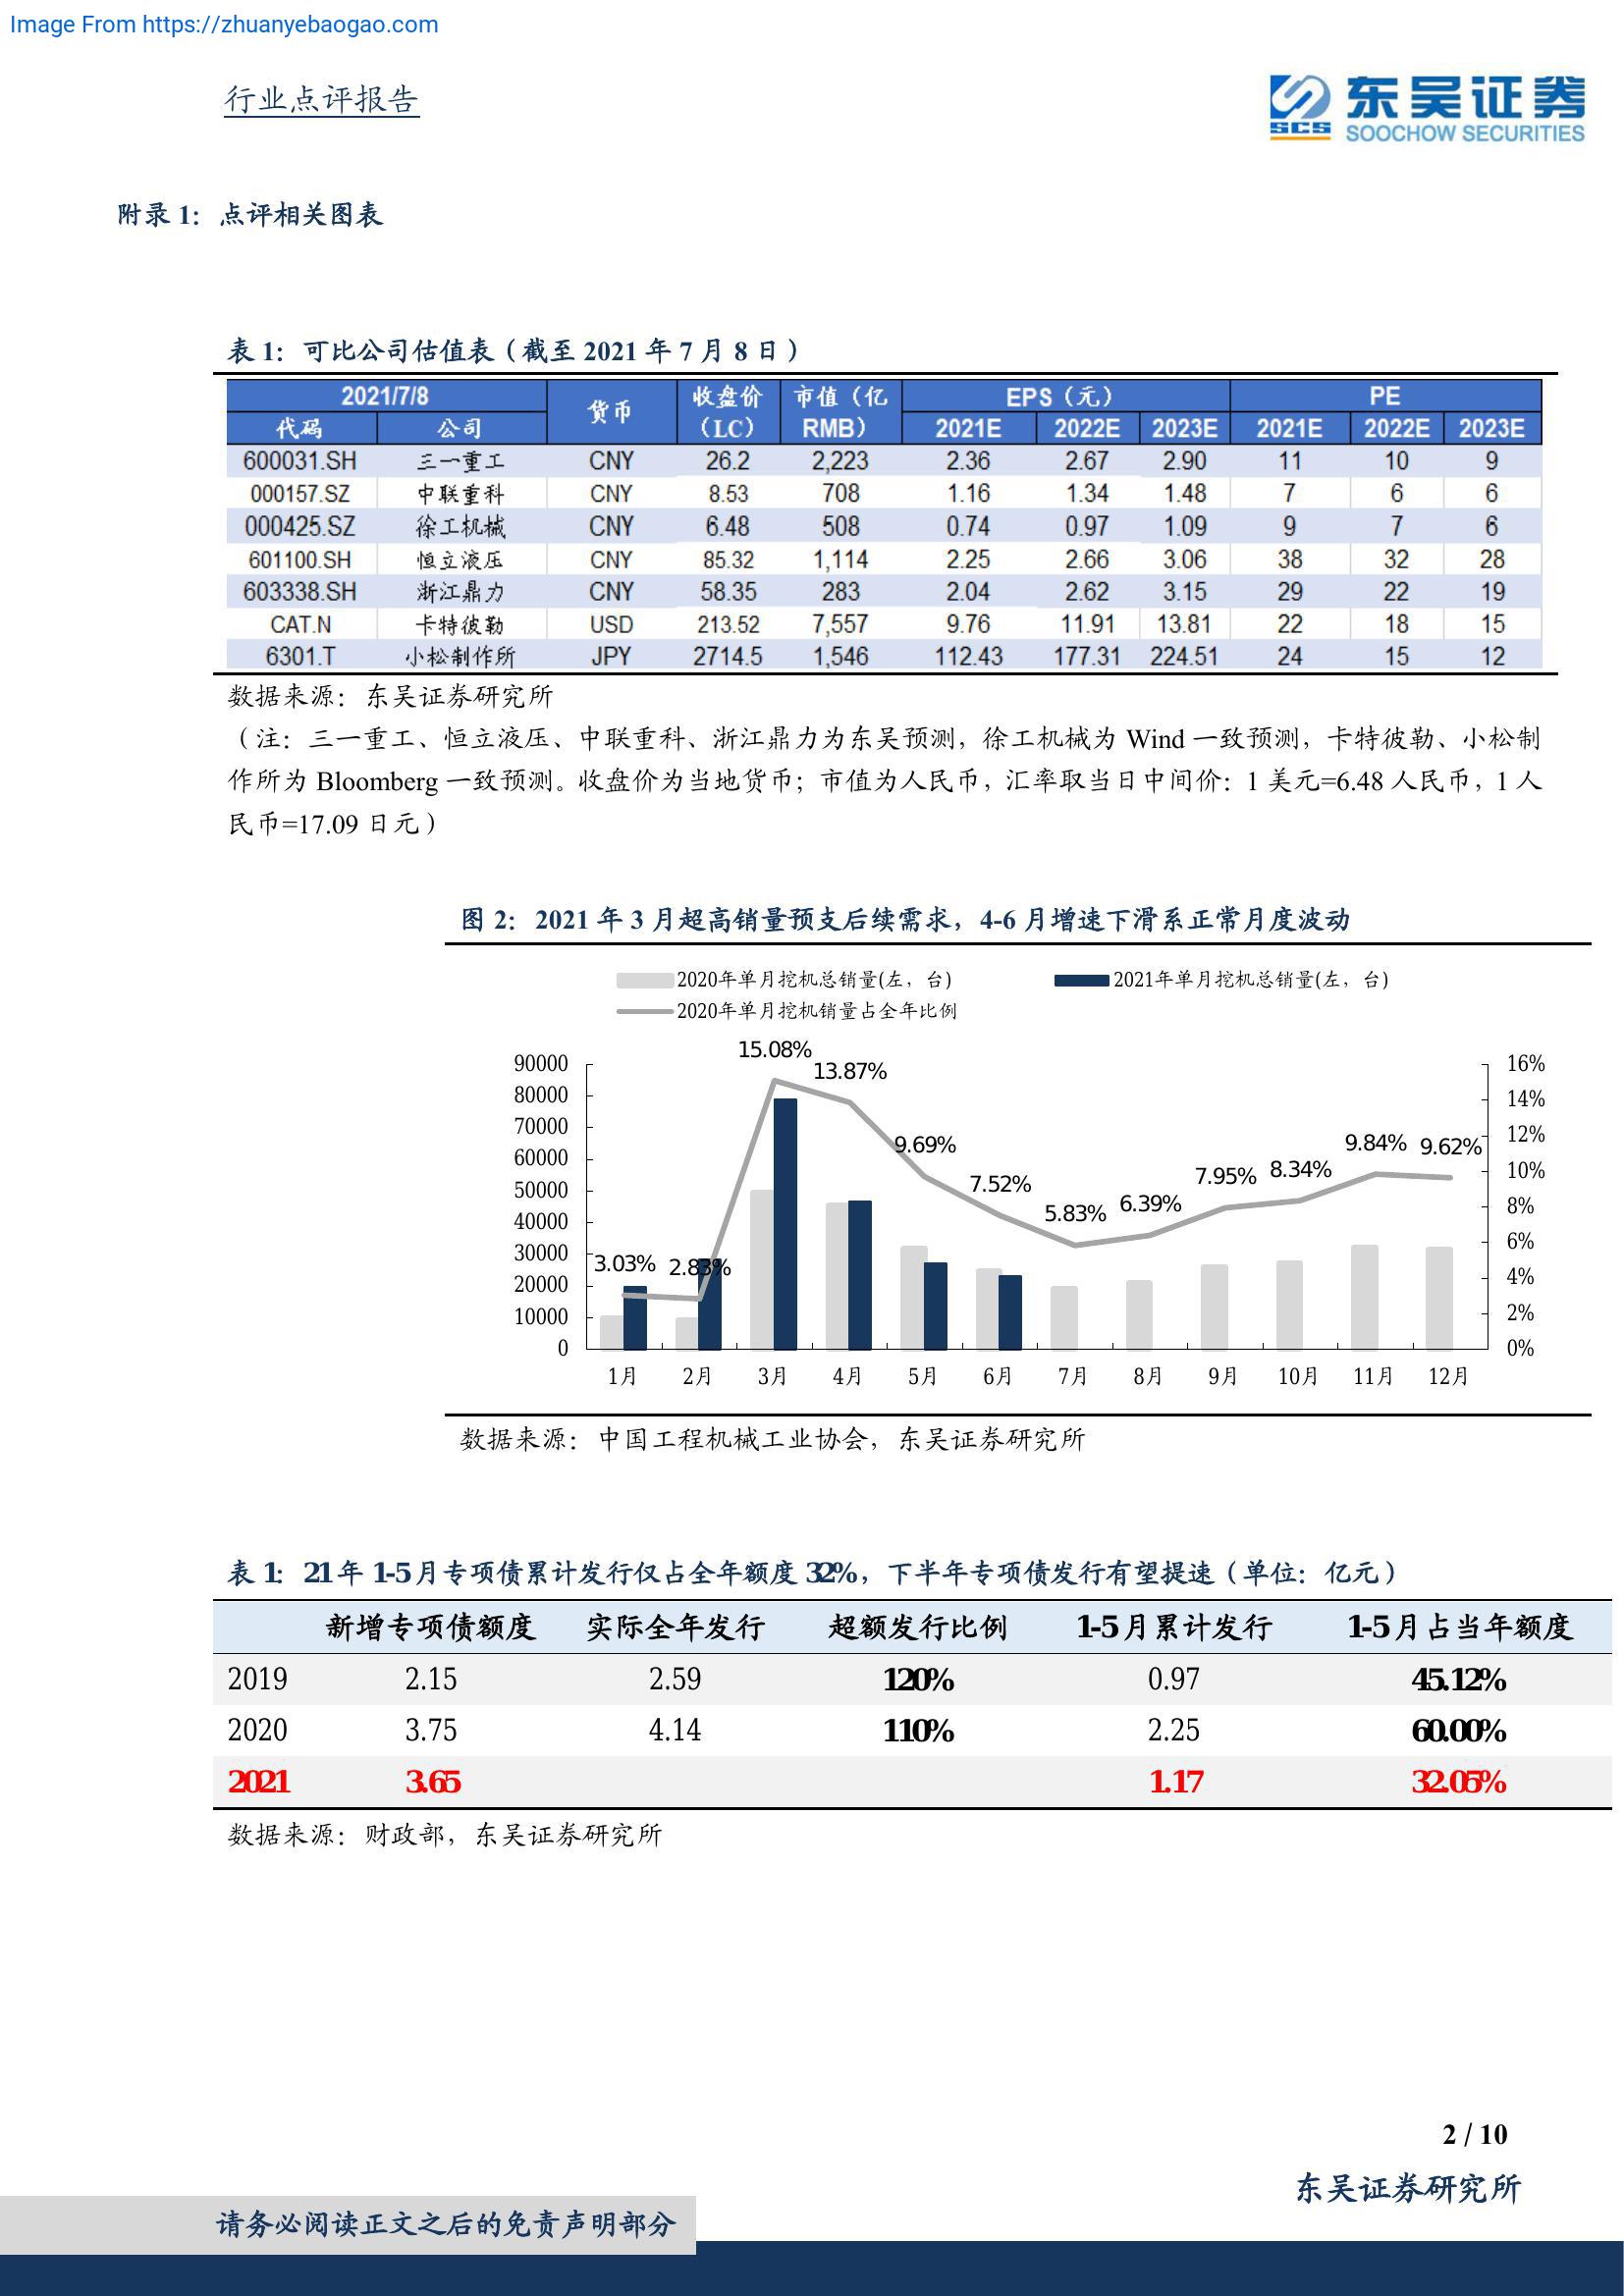 Image From https://zhuanyebaogao.com
行业点评报告
SCS 东吴证券
SOOCHOW SECURITIES
附录 1：点评相关图表
表 1：可比公司估值表（截至 2021 年 7 月 8 日）
2021/7/8 货币 收盘价（LC） 市值（亿RMB） EPS（元） PE
代码 公司 2021E 2022E 2023E 2021E 2022E 2023E
600031.SH 三一重工 CNY 26.2 2,223 2.36 2.67 2.90 11 10 9
000157.SZ 中联重科 CNY 8.53 708 1.16 1.34 1.48 7 6 6
000425.SZ 徐工机械 CNY 6.48 508 0.74 0.97 1.09 9 7 6
601100.SH 恒立液压 CNY 85.32 1,114 2.25 2.66 3.06 38 32 28
603338.SH 浙江鼎力 CNY 58.35 283 2.04 2.62 3.15 29 22 19
CAT.N 卡特彼勒 USD 213.52 7,557 9.76 11.91 13.81 22 18 15
6301.T 小松制作所 JPY 2714.5 1,546 112.43 177.31 224.51 24 15 12
数据来源：东吴证券研究所
（注：三一重工、恒立液压、中联重科、浙江鼎力为东吴预测，徐工机械为 Wind 一致预测，卡特彼勒、小松制
作所为 Bloomberg 一致预测。收盘价为当地货币；市值为人民币，汇率取当日中间价：1 美元=6.48 人民币，1 人
民币=17.09 日元）
图 2：2021 年 3 月超高销量预支后续需求，4-6 月增速下滑系正常月度波动
2020年单月挖机总销量(左，台) 2021年单月挖机总销量(左，台)
2020年单月挖机销量占全年比例
90000
80000
70000
60000
50000
40000
30000
20000
10000
0
3.03% 2.83% 15.08% 13.87% 9.69% 7.52% 5.83% 6.39% 7.95% 8.34% 9.84% 9.62%
16%
14%
12%
10%
8%
6%
4%
2%
0%
1月 2月 3月 4月 5月 6月 7月 8月 9月 10月 11月 12月
数据来源：中国工程机械工业协会，东吴证券研究所
表 1：21 年 1-5 月专项债累计发行仅占全年额度 32%，下半年专项债发行有望提速（单位：亿元）
新增专项债额度 实际全年发行 超额发行比例 1-5 月累计发行 1-5 月占当年额度
2019 2.15 2.59 120% 0.97 45.12%
2020 3.75 4.14 110% 2.25 60.00%
2021 3.65 1.17 32.05%
数据来源：财政部，东吴证券研究所
2 / 10
东吴证券研究所
请务必阅读正文之后的免责声明部分